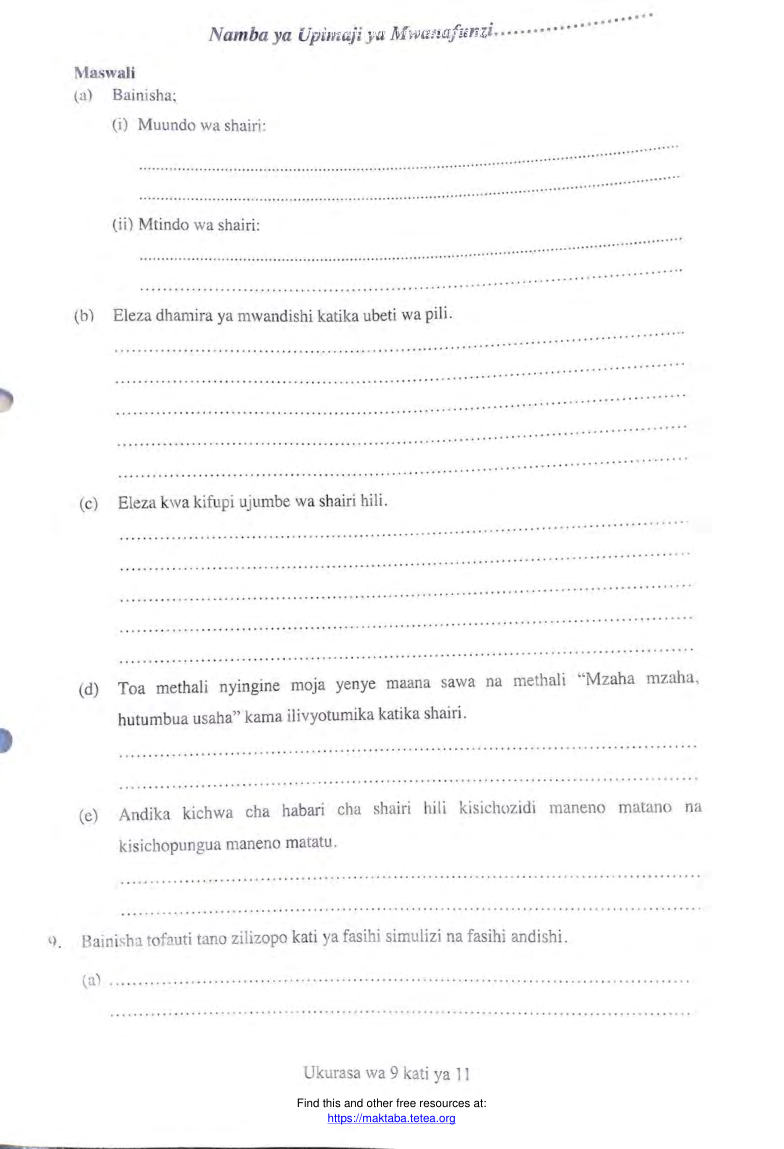 Namba ya Upimaji ya Mwanafunzi..............................
Maswali
(a) Bainisha;
(i) Muundo wa shairi:
(ii) Mtindo wa shairi:
(b) Eleza dhamira ya mwandishi katika ubeti wa pili.
(c) Eleza kwa kifupi ujumbe wa shairi hili.
(d) Toa methali nyingine moja yenye maana sawa na methali “Mzaha mzaha,
hutumbua usaha” kama ilivyotumika katika shairi.
(e) Andika kichwa cha habari cha shairi hili kisichozidi maneno matano na
kisichopungua maneno matatu.
9. Bainisha tofauti tano zilizopo kati ya fasihi simulizi na fasihi andishi.
(a)
Ukurasa wa 9 kati ya 11
Find this and other free resources at:
https://maktaba.tetea.org